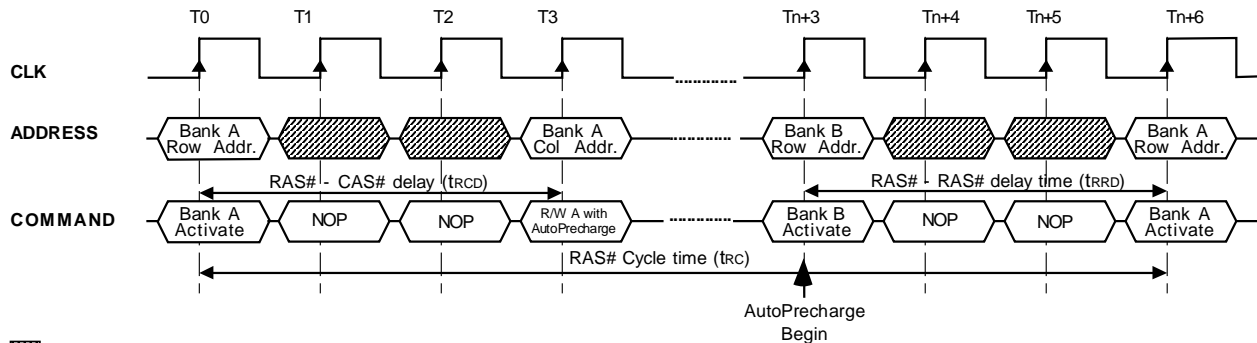 T0 T1 T2 T3 Tn+3 Tn+4 Tn+5 Tn+6
CLK
ADDRESS
Bank A
Row Addr.
Bank A
Col Addr.
Bank B
Row Addr.
Bank A
Row Addr.
RAS# - CAS# delay (tRCD)
RAS# - RAS# delay time (tRRD)
COMMAND
Bank A
Activate
NOP
NOP
R/W A with
AutoPrecharge
Bank B
Activate
NOP
NOP
Bank A
Activate
RAS# Cycle time (tRC)
AutoPrecharge
Begin